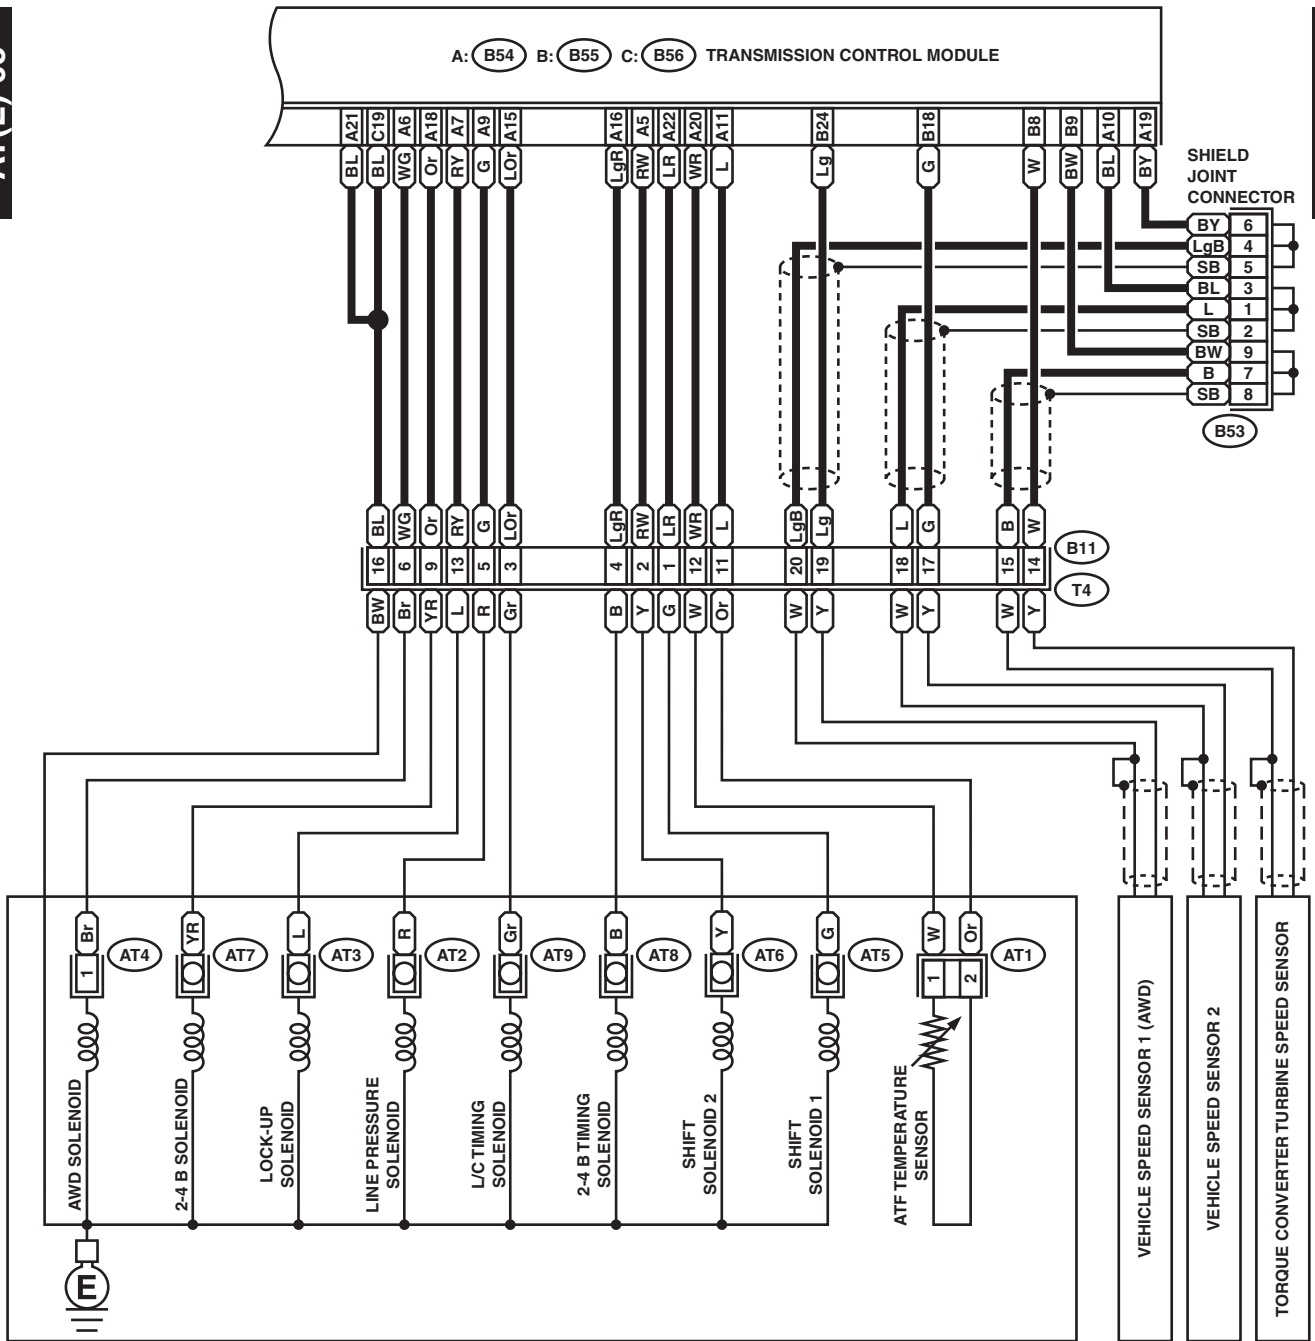 A: B54 B: B55 C: B56 TRANSMISSION CONTROL MODULE
A21 C19 A6 A18 A7 A9 A15 A16 A5 A22 A20 A11 B24 B18 B8 B9 A10 A19
BL BL WG Or RY G LOr LgR RW LR WR L Lg G W BW BL BY
SHIELD
JOINT
CONNECTOR
BY 6
LgB 4
SB 5
BL 3
L 1
SB 2
BW 9
B 7
SB 8
B53
BL WG Or RY G LOr LgR RW LR WR L LgB Lg L G B W
B11
16 6 9 13 5 3 4 2 1 12 11 20 19 18 17 15 14
T4
BW Br YR L R Gr B Y G W Or W Y W Y W Y
Br YR L R Gr B Y G W Or
1 AT4 AT7 AT3 AT2 AT9 AT8 AT6 AT5 1 2 AT1
AWD SOLENOID
2-4 B SOLENOID
LOCK-UP
SOLENOID
LINE PRESSURE
SOLENOID
L/C TIMING
SOLENOID
2-4 B TIMING
SOLENOID
SHIFT
SOLENOID 2
SHIFT
SOLENOID 1
ATF TEMPERATURE
SENSOR
VEHICLE SPEED SENSOR 1 (AWD)
VEHICLE SPEED SENSOR 2
TORQUE CONVERTER TURBINE SPEED SENSOR
E